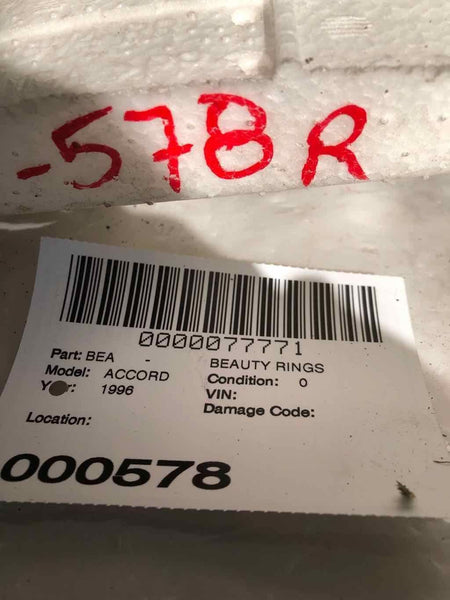 -578 R
0000077771
Part: BEA - BEAUTY RINGS
Model: ACCORD Condition: 0
1996 VIN:
Damage Code:
Location:
000578